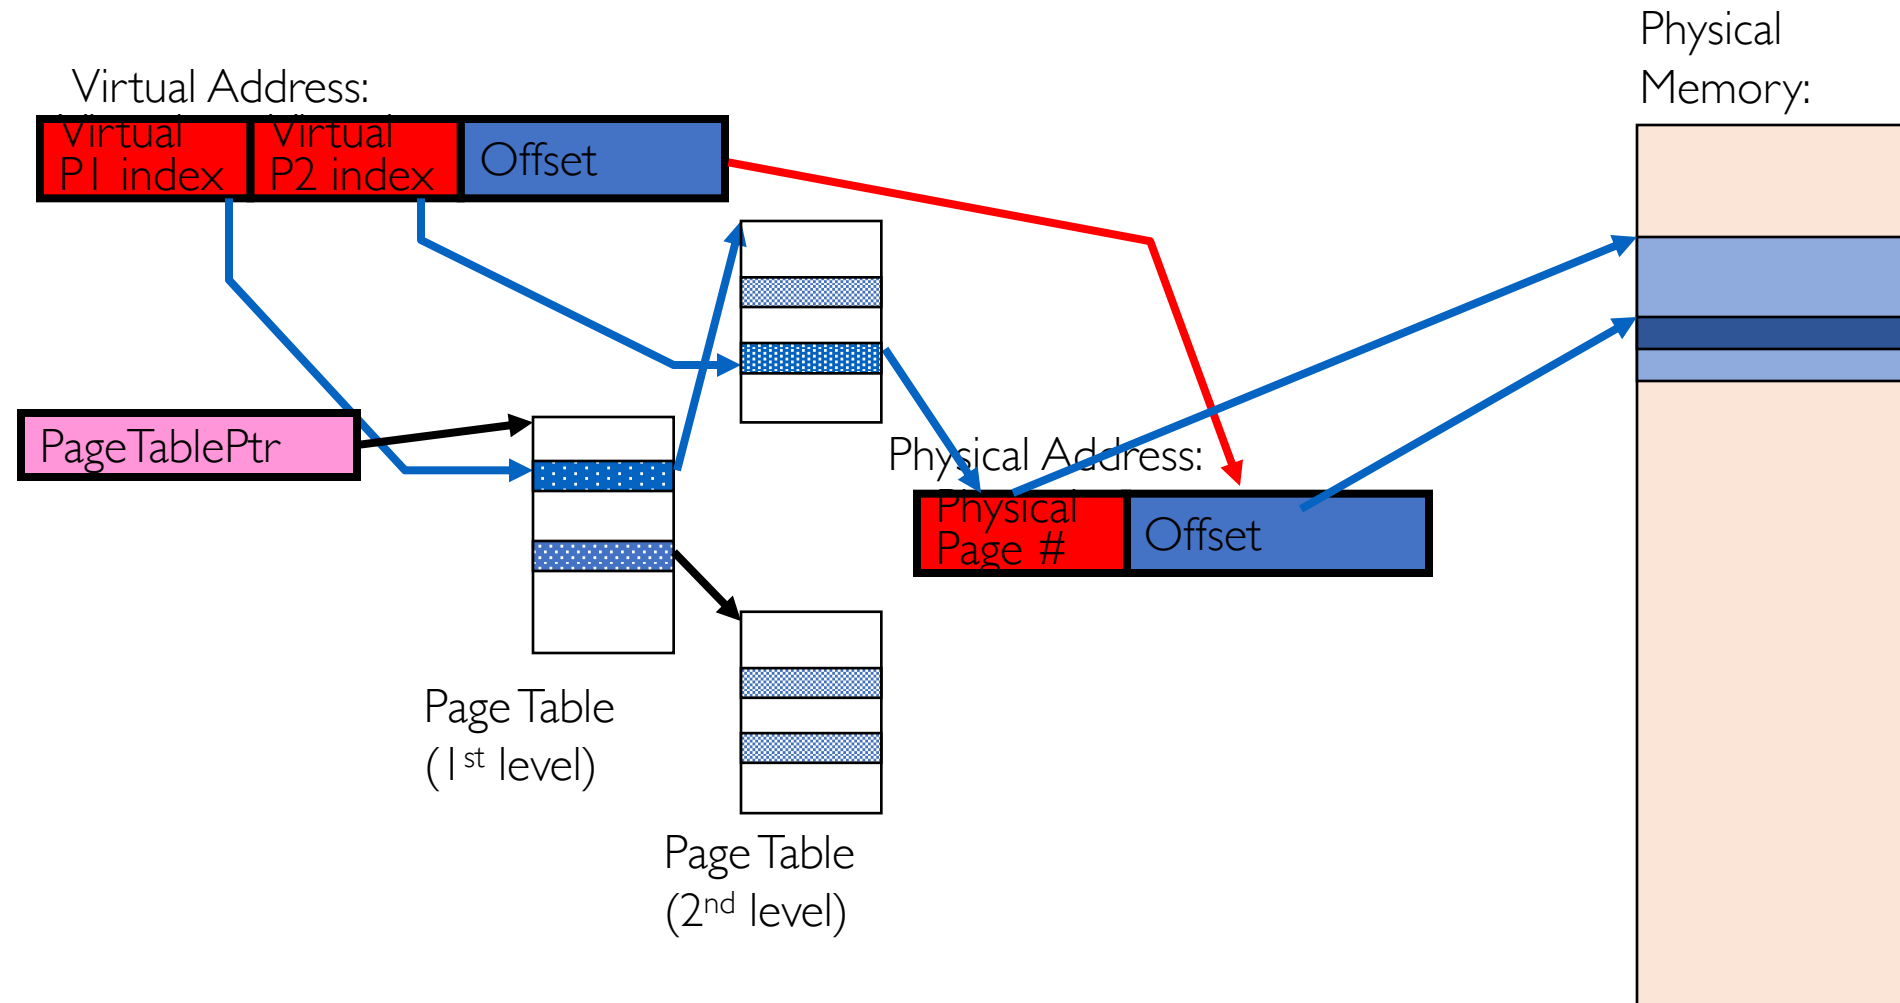 Physical
Memory:
Virtual Address:
Virtual
P1 index
Virtual
P2 index
Offset
PageTablePtr
Physical Address:
Physical
Page #
Offset
Page Table
(1st level)
Page Table
(2nd level)